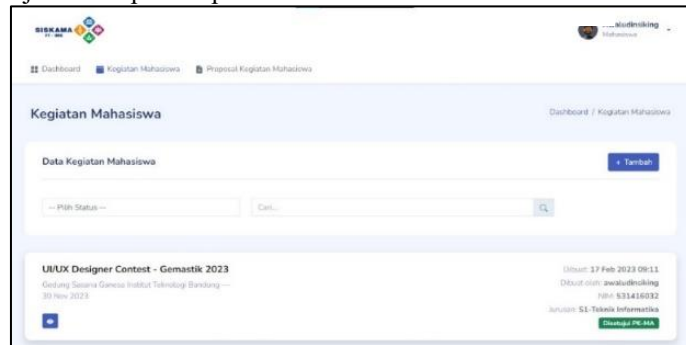 SISKAMA
aludinsiking
Mahasiswa
Dashboard Kegiatan Mahasiswa Proposal Kegiatan Mahasiswa
Kegiatan Mahasiswa
Dashboard / Kegiatan Mahasiswa
Data Kegiatan Mahasiswa
+ Tambah
-- Pilih Status --
Cari...
UI/UX Designer Contest - Gemastik 2023
Gedung Sasana Ganesa Institut Teknologi Bandung —
30 Nov 2023
Dibuat: 17 Feb 2023 09:11
Dibuat oleh: awaludinsiking
NIM: 531416032
Jurusan: S1-Teknik Informatika
Disetujui PK-MA